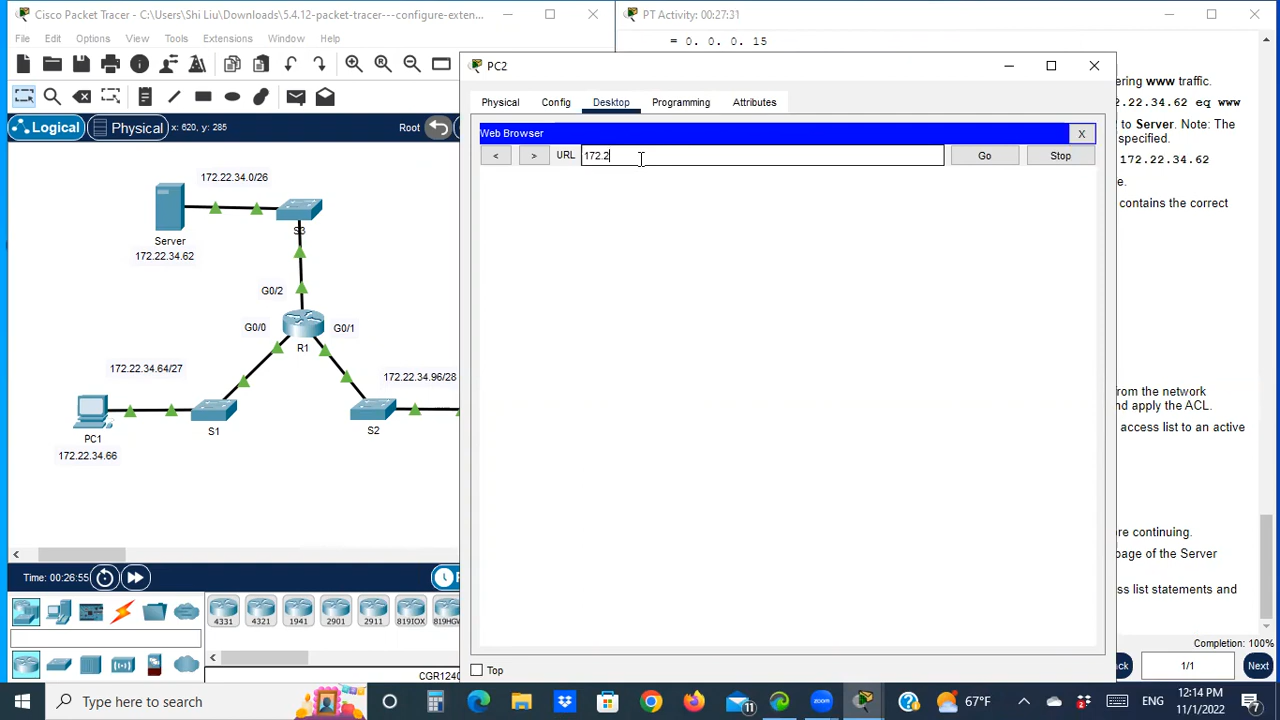 Cisco Packet Tracer - C:\Users\Shi Liu\Downloads\5.4.12-packet-tracer---configure-exten...
File Edit Options View Tools Extensions Window Help
Logical Physical x: 620, y: 285 Root
172.22.34.0/26
Server
172.22.34.62
S3
G0/2
G0/0 G0/1
R1
172.22.34.64/27
172.22.34.96/28
PC1
172.22.34.66
S1
S2
Time: 00:26:55
4331 4321 1941 2901 2911 819IOX 819HGW
CGR1240
PT Activity: 00:27:31
= 0. 0. 0. 15
ering www traffic.
2.22.34.62 eq www
to Server. Note: The
specified.
172.22.34.62
e.
contains the correct
from the network
nd apply the ACL.
access list to an active
re continuing.
page of the Server
ss list statements and
Completion: 100%
ack 1/1 Next
PC2
Physical Config Desktop Programming Attributes
Web Browser X
< > URL 172.2 Go Stop
Top
Type here to search
11
zoom
67°F
ENG
12:14 PM
11/1/2022
7